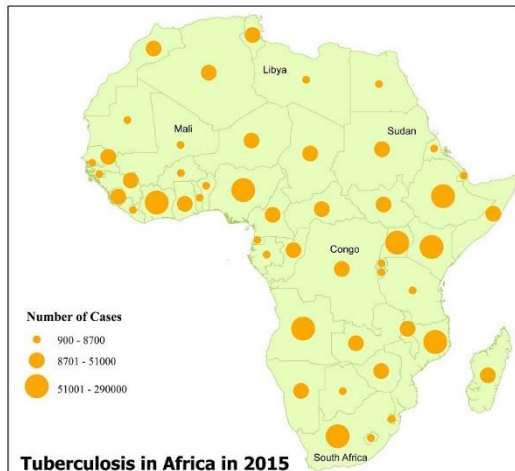 Libya
Mali
Sudan
Congo
Number of Cases
900 - 8700
8701 - 51000
51001 - 290000
South Africa
Tuberculosis in Africa in 2015